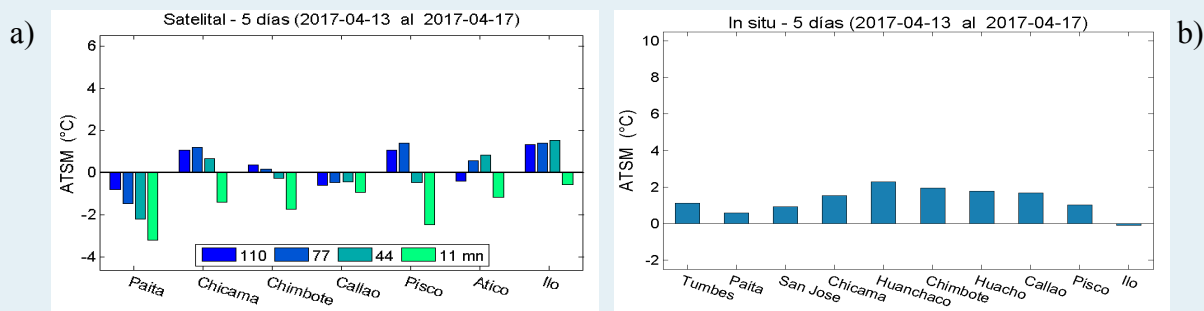 a)
Satelital - 5 días (2017-04-13 al 2017-04-17)
ATSM (°C)
6
4
2
0
-2
-4
110 77 44 11 mn
Paita Chicama Chimbote Callao Pisco Atico Ilo
In situ - 5 días (2017-04-13 al 2017-04-17)
b)
ATSM (°C)
10
8
6
4
2
0
-2
Tumbes Paita San Jose Chicama Huanchaco Chimbote Huacho Callao Pisco Ilo